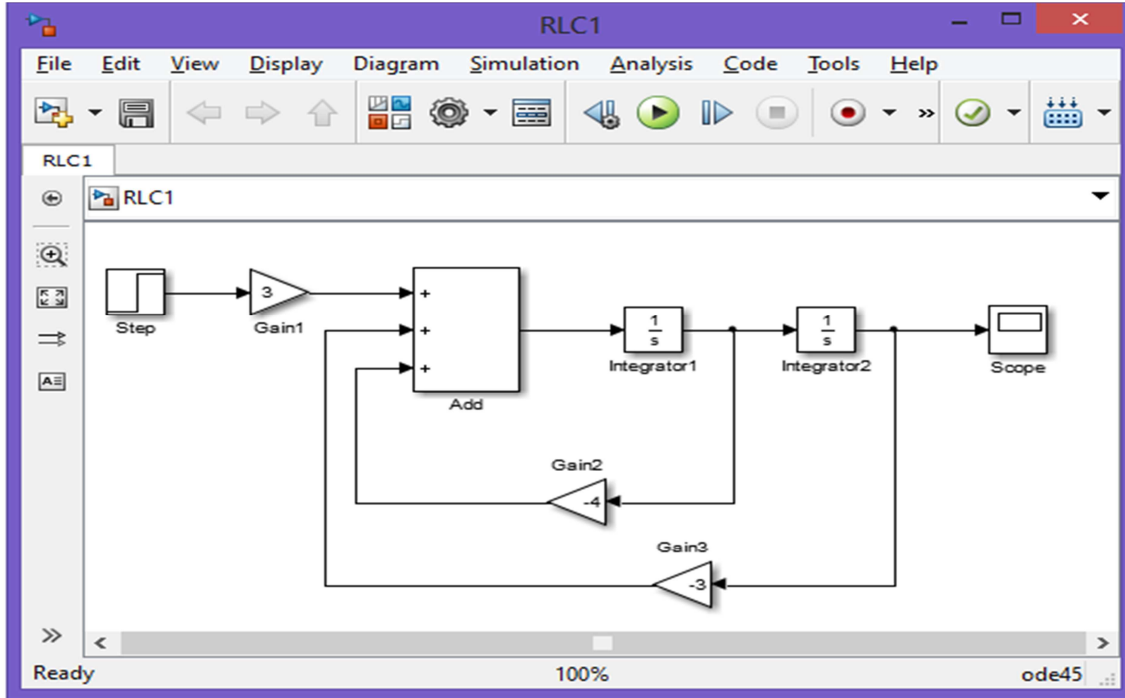 RLC1
File Edit View Display Diagram Simulation Analysis Code Tools Help
RLC1
RLC1
Step
3
Gain1
+
+
+
Add
1
s
Integrator1
1
s
Integrator2
Scope
Gain2
-4
Gain3
-3
Ready 100% ode45